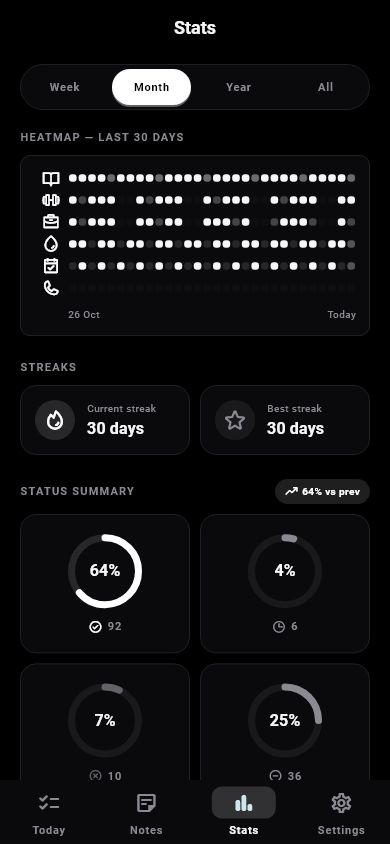 Stats
Week Month Year All
HEATMAP — LAST 30 DAYS
26 Oct Today
STREAKS
Current streak
30 days
Best streak
30 days
STATUS SUMMARY 64% vs prev
64% 4%
92 6
7% 25%
10 36
Today Notes Stats Settings